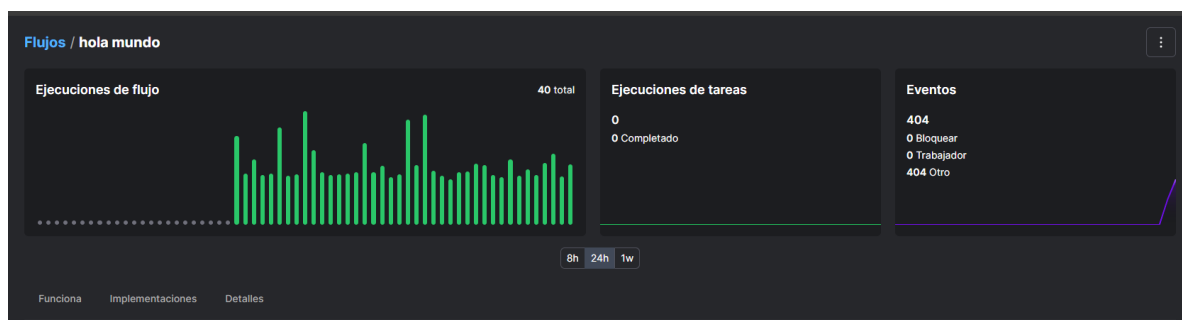 Flujos / hola mundo
Ejecuciones de flujo
40 total
Ejecuciones de tareas
0
0 Completado
Eventos
404
0 Bloquear
0 Trabajador
404 Otro
8h 24h 1w
Funciona Implementaciones Detalles